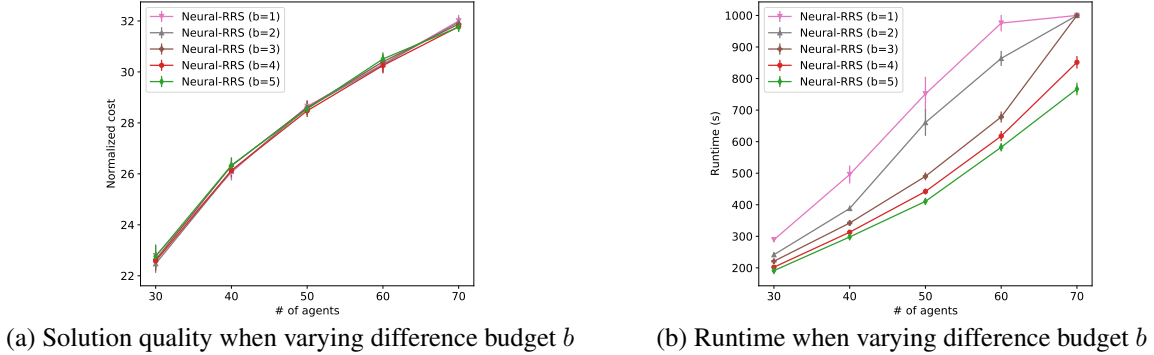 Neural-RRS (b=1)
Neural-RRS (b=2)
Neural-RRS (b=3)
Neural-RRS (b=4)
Neural-RRS (b=5)
32
30
28
26
24
22
Normalized cost
30 40 50 60 70
# of agents
(a) Solution quality when varying difference budget b
Neural-RRS (b=1)
Neural-RRS (b=2)
Neural-RRS (b=3)
Neural-RRS (b=4)
Neural-RRS (b=5)
1000
900
800
700
600
500
400
300
200
Runtime (s)
30 40 50 60 70
# of agents
(b) Runtime when varying difference budget b